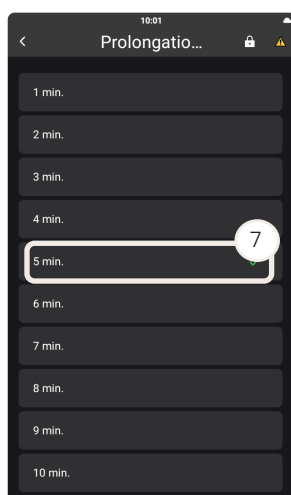 10:01
Prolongatio...
1 min.
2 min.
3 min.
4 min.
7
5 min.
6 min.
7 min.
8 min.
9 min.
10 min.